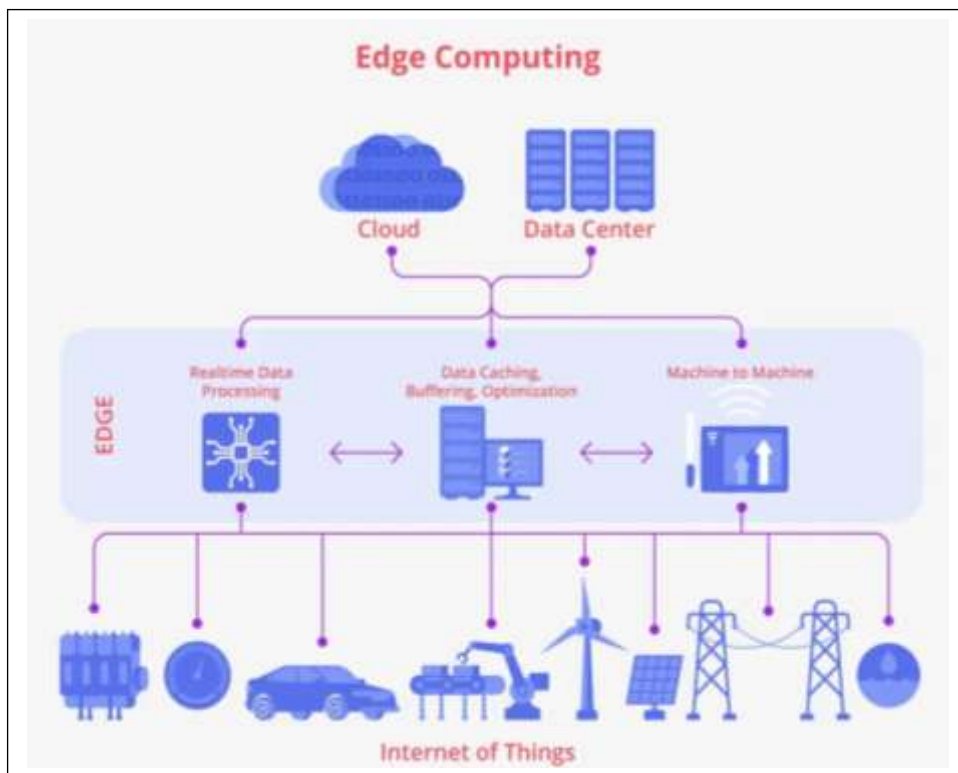 Edge Computing
Cloud
Data Center
EDGE
Realtime Data
Processing
Data Caching,
Buffering, Optimization
Machine to Machine
Internet of Things